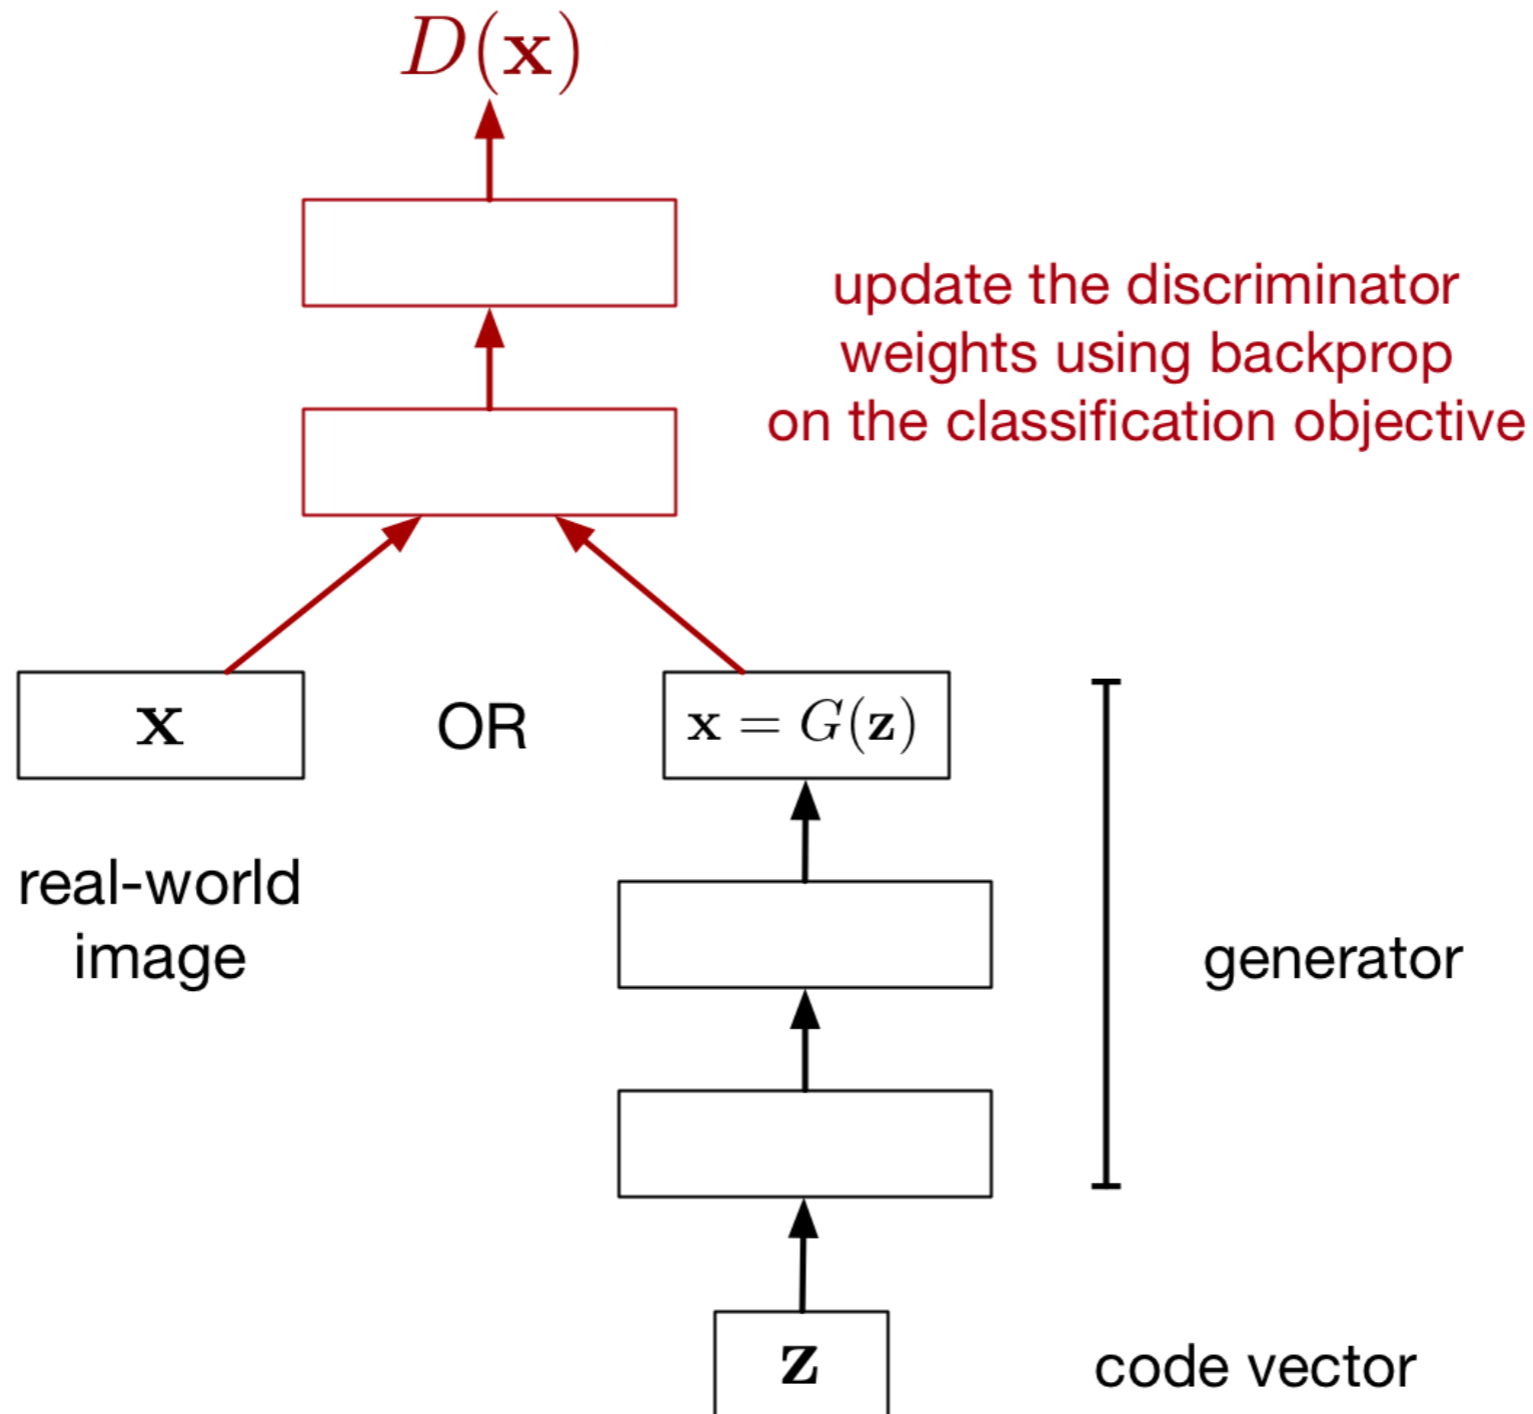 D(x)
update the discriminator
weights using backprop
on the classification objective
x
OR
x = G(z)
real-world
image
generator
z
code vector